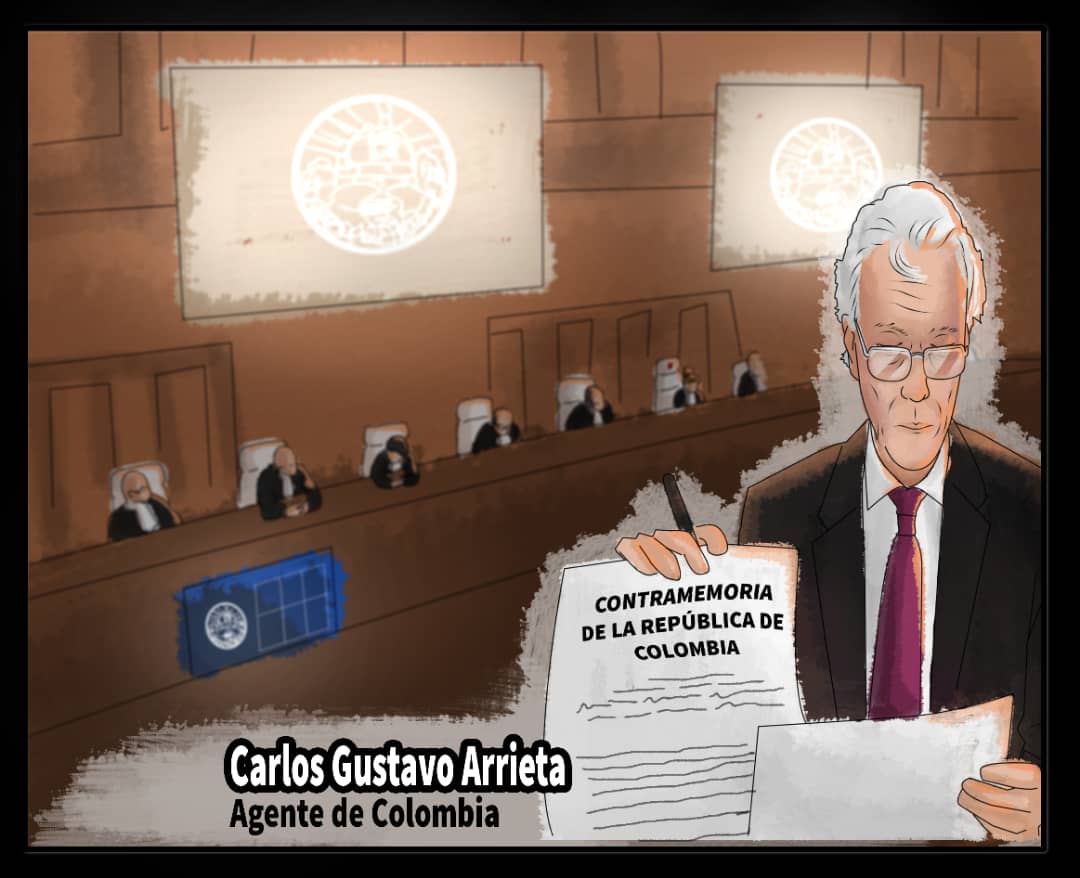 CONTRAMEMORIA
DE LA REPÚBLICA DE
COLOMBIA
Carlos Gustavo Arrieta
Agente de Colombia